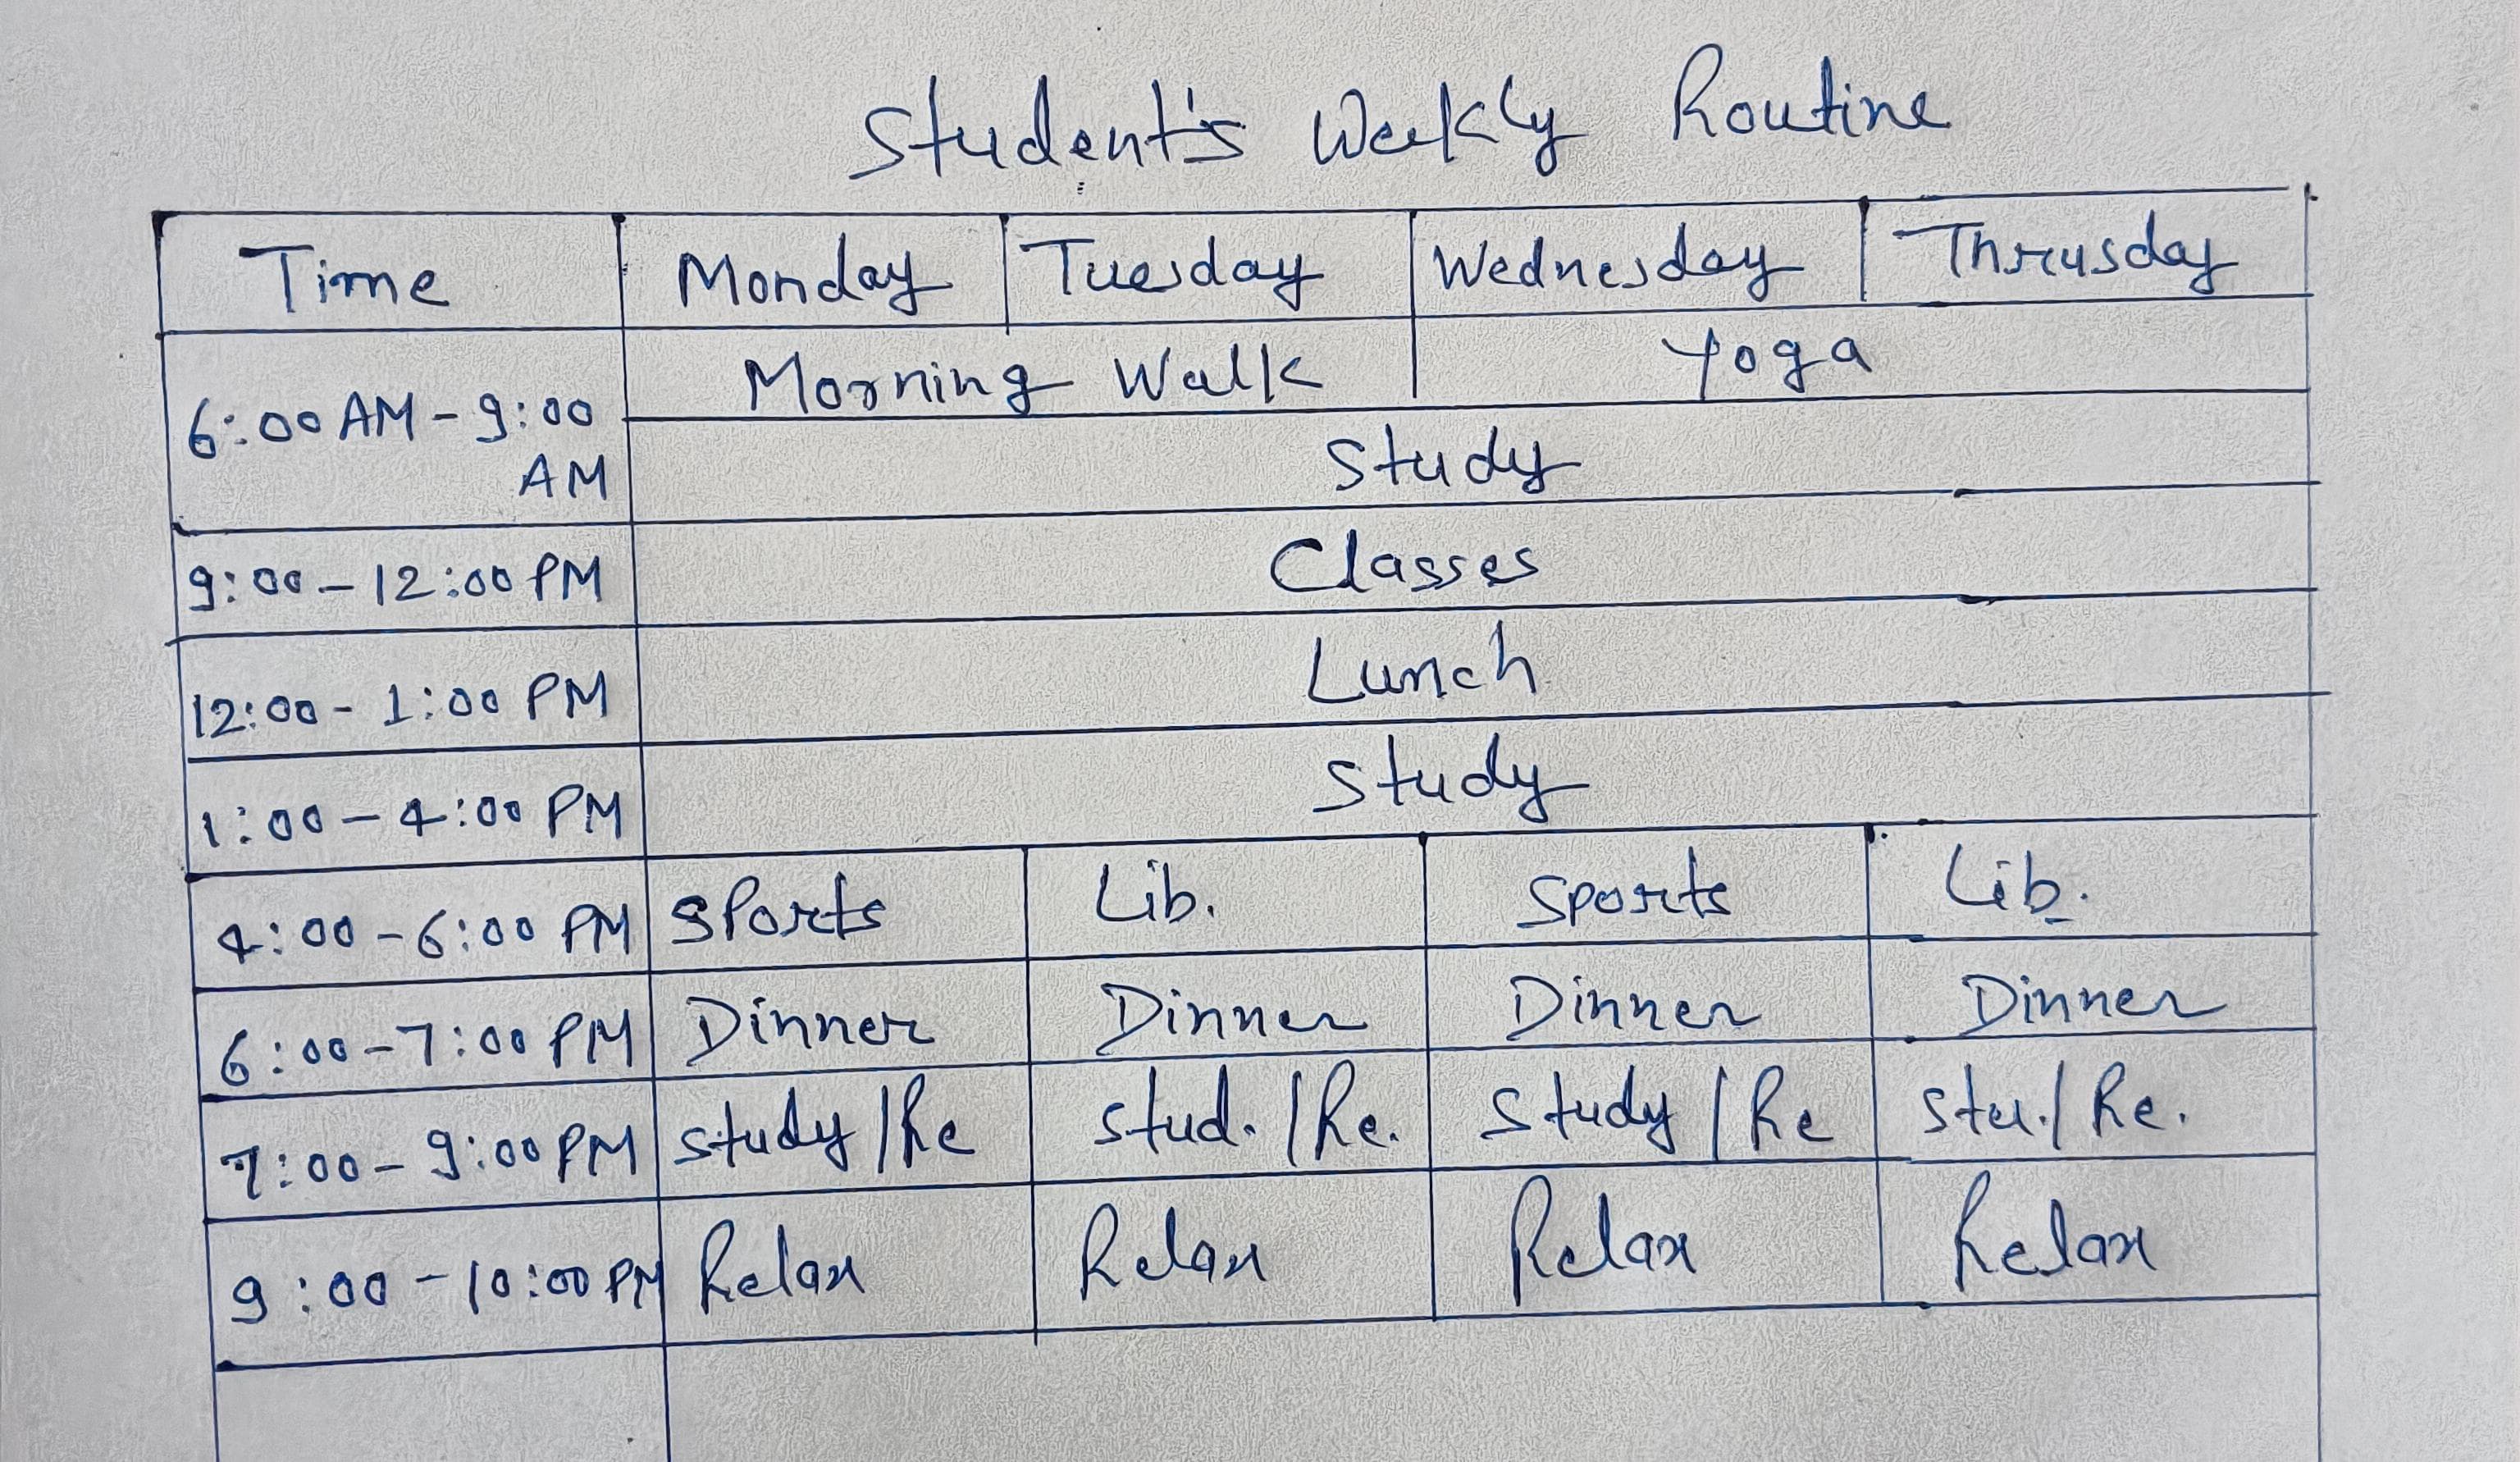 Student's Weekly Routine
Time Monday Tuesday Wednesday Thrusday
Morning Walk Yoga
6:00 AM - 9:00
AM
Study
9:00 - 12:00 PM Classes
12:00 - 1:00 PM Lunch
1:00 - 4:00 PM Study
4:00 - 6:00 PM Sports Lib. Sports Lib.
6:00 - 7:00 PM Dinner Dinner Dinner Dinner
7:00 - 9:00 PM study/Re stud./Re. Study/Re stu./Re.
9:00 - 10:00 PM Relax Relax Relax Relax